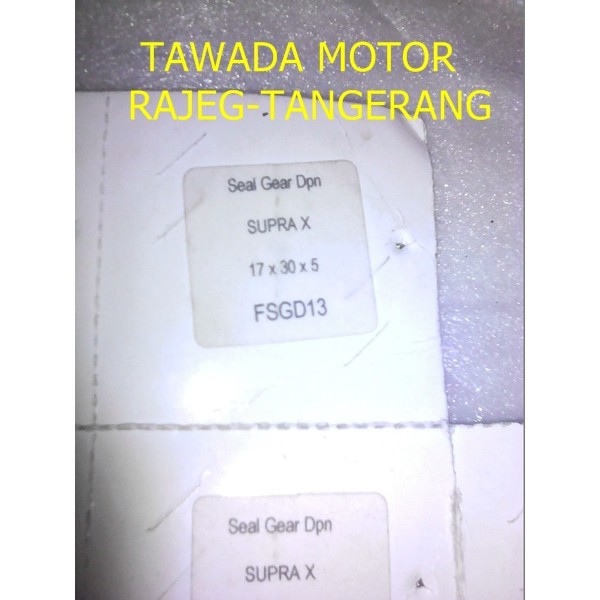 TAWADA MOTOR
RAJEG-TANGERANG
Seal Gear Dpn
SUPRA X
17 x 30 x 5
FSGD13
Seal Gear Dpn
SUPRA X